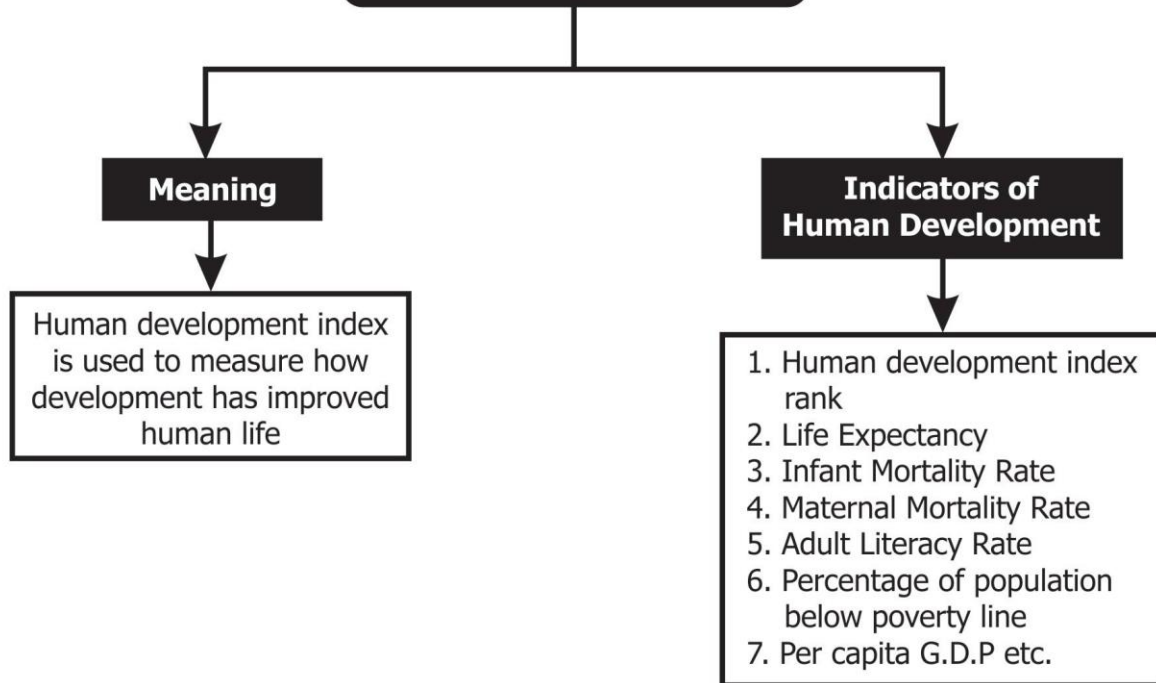 Meaning
Human development index
is used to measure how
development has improved
human life
Indicators of
Human Development
1. Human development index
rank
2. Life Expectancy
3. Infant Mortality Rate
4. Maternal Mortality Rate
5. Adult Literacy Rate
6. Percentage of population
below poverty line
7. Per capita G.D.P etc.